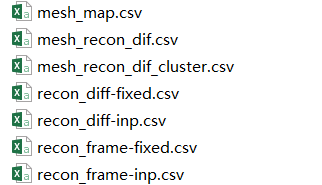 mesh_map.csv
mesh_recon_dif.csv
mesh_recon_dif_cluster.csv
recon_diff-fixed.csv
recon_diff-inp.csv
recon_frame-fixed.csv
recon_frame-inp.csv